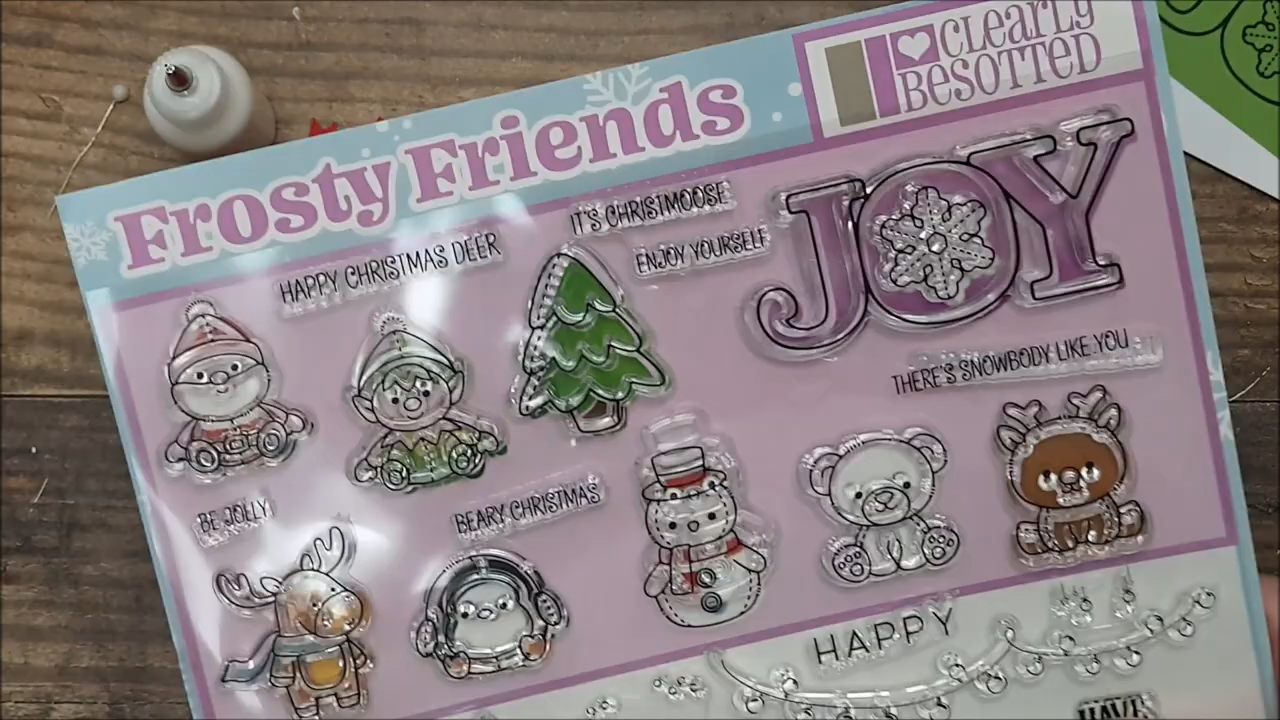 CLEARLY
BESOTTED
Frosty Friends
IT'S CHRISTMOOSE
HAPPY CHRISTMAS DEER
ENJOY YOURSELF
JOY
THERE'S SNOWBODY LIKE YOU
BE JOLLY
BEARY CHRISTMAS
HAPPY
HAVE